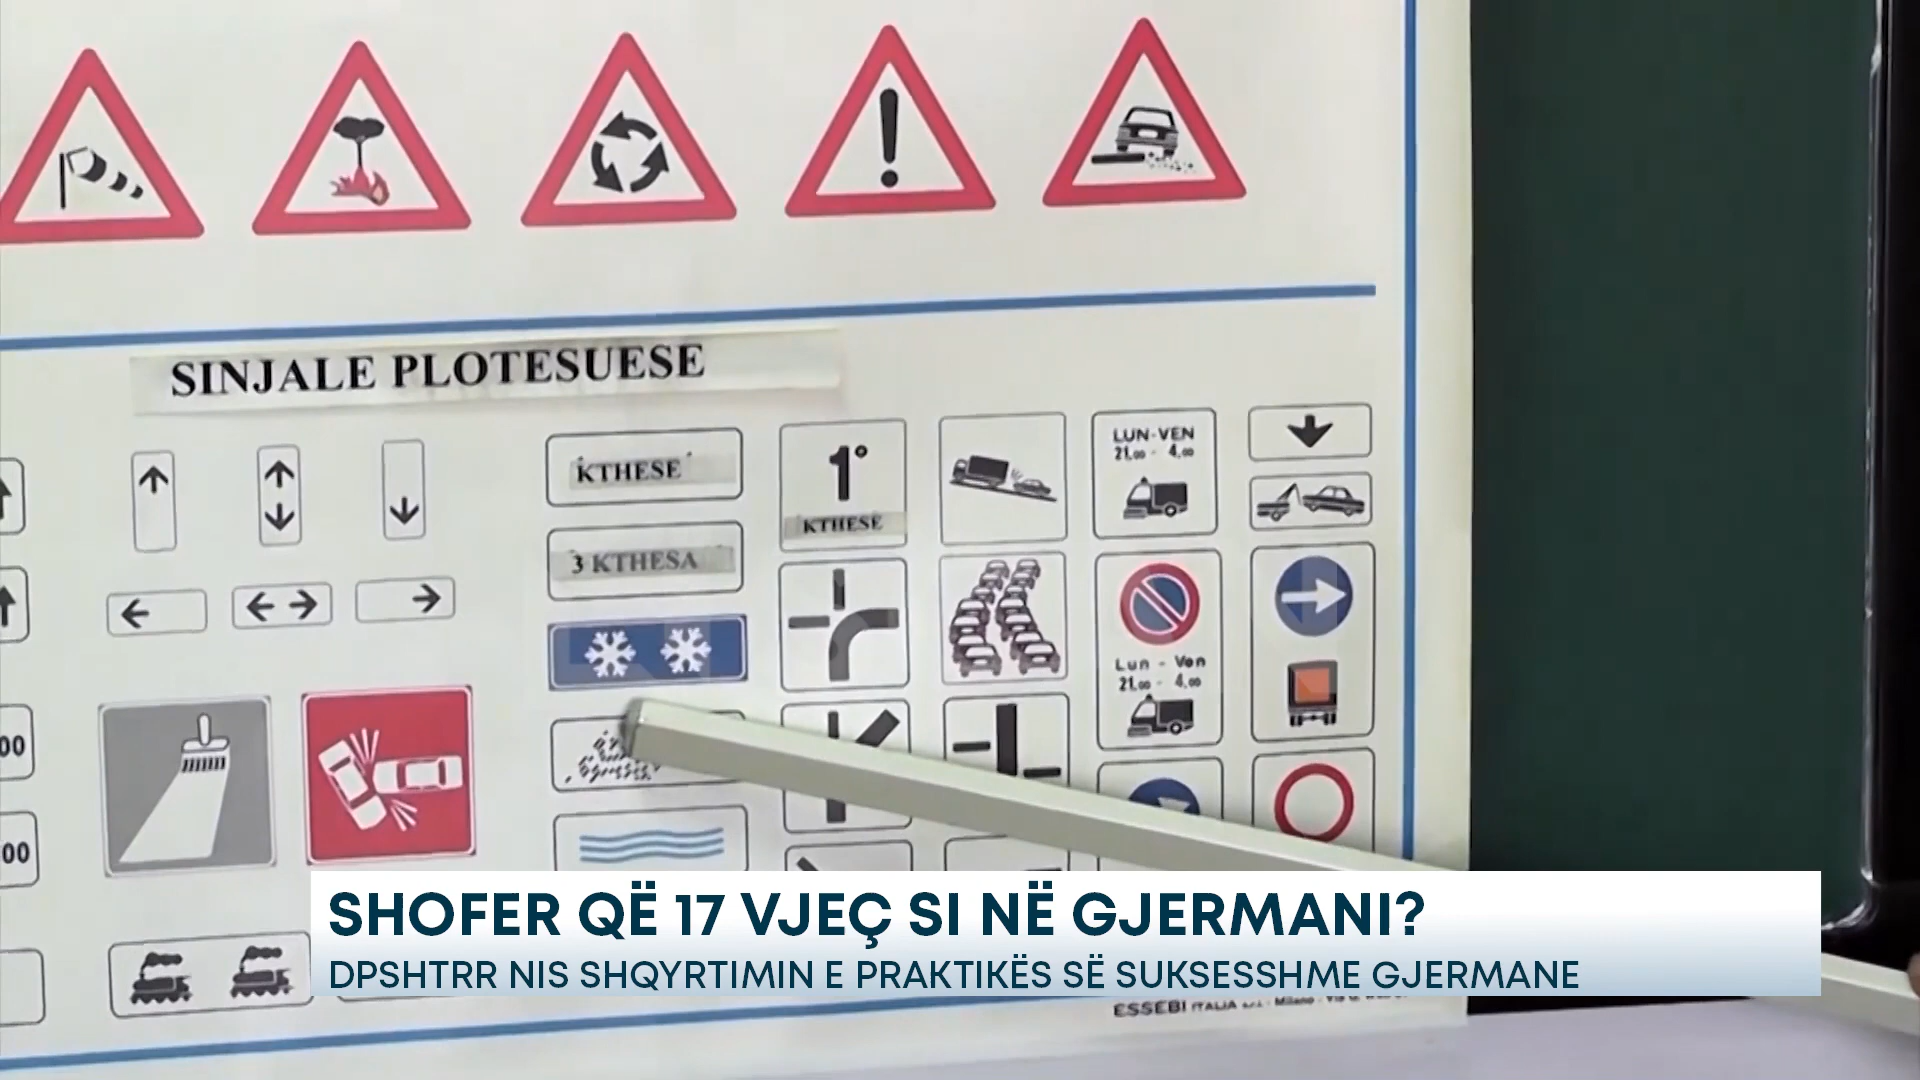 SINJALE PLOTESUESE
KTHESE
1°
KTHESE
LUN-VEN
21.00 - 4.00
3 KTHESA
Lun - Ven
21.00 - 4.00
00
00
SHOFER QË 17 VJEÇ SI NË GJERMANI?
DPSHTRR NIS SHQYRTIMIN E PRAKTIKËS SË SUKSESSHME GJERMANE
ESSEBI ITALIA s.r.l. - Milano - Via